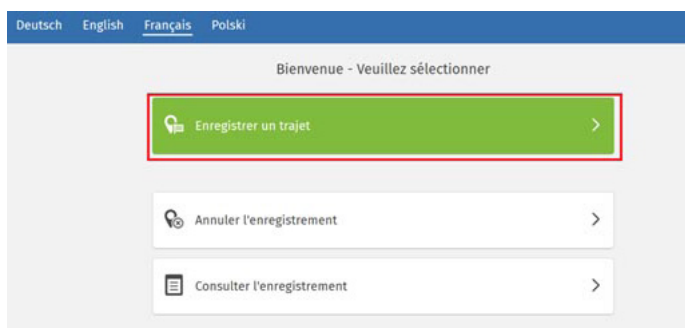 Deutsch English Français Polski
Bienvenue - Veuillez sélectionner
Enregistrer un trajet
Annuler l'enregistrement
Consulter l'enregistrement